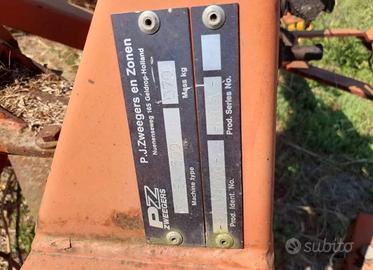 P.J.Zweegers en Zonen
Nuenenseweg 165 Geldrop-Holland
Mass kg
Machine type
PZ
ZWEEGERS
Prod. Series No.
Prod. Ident. No.
subito